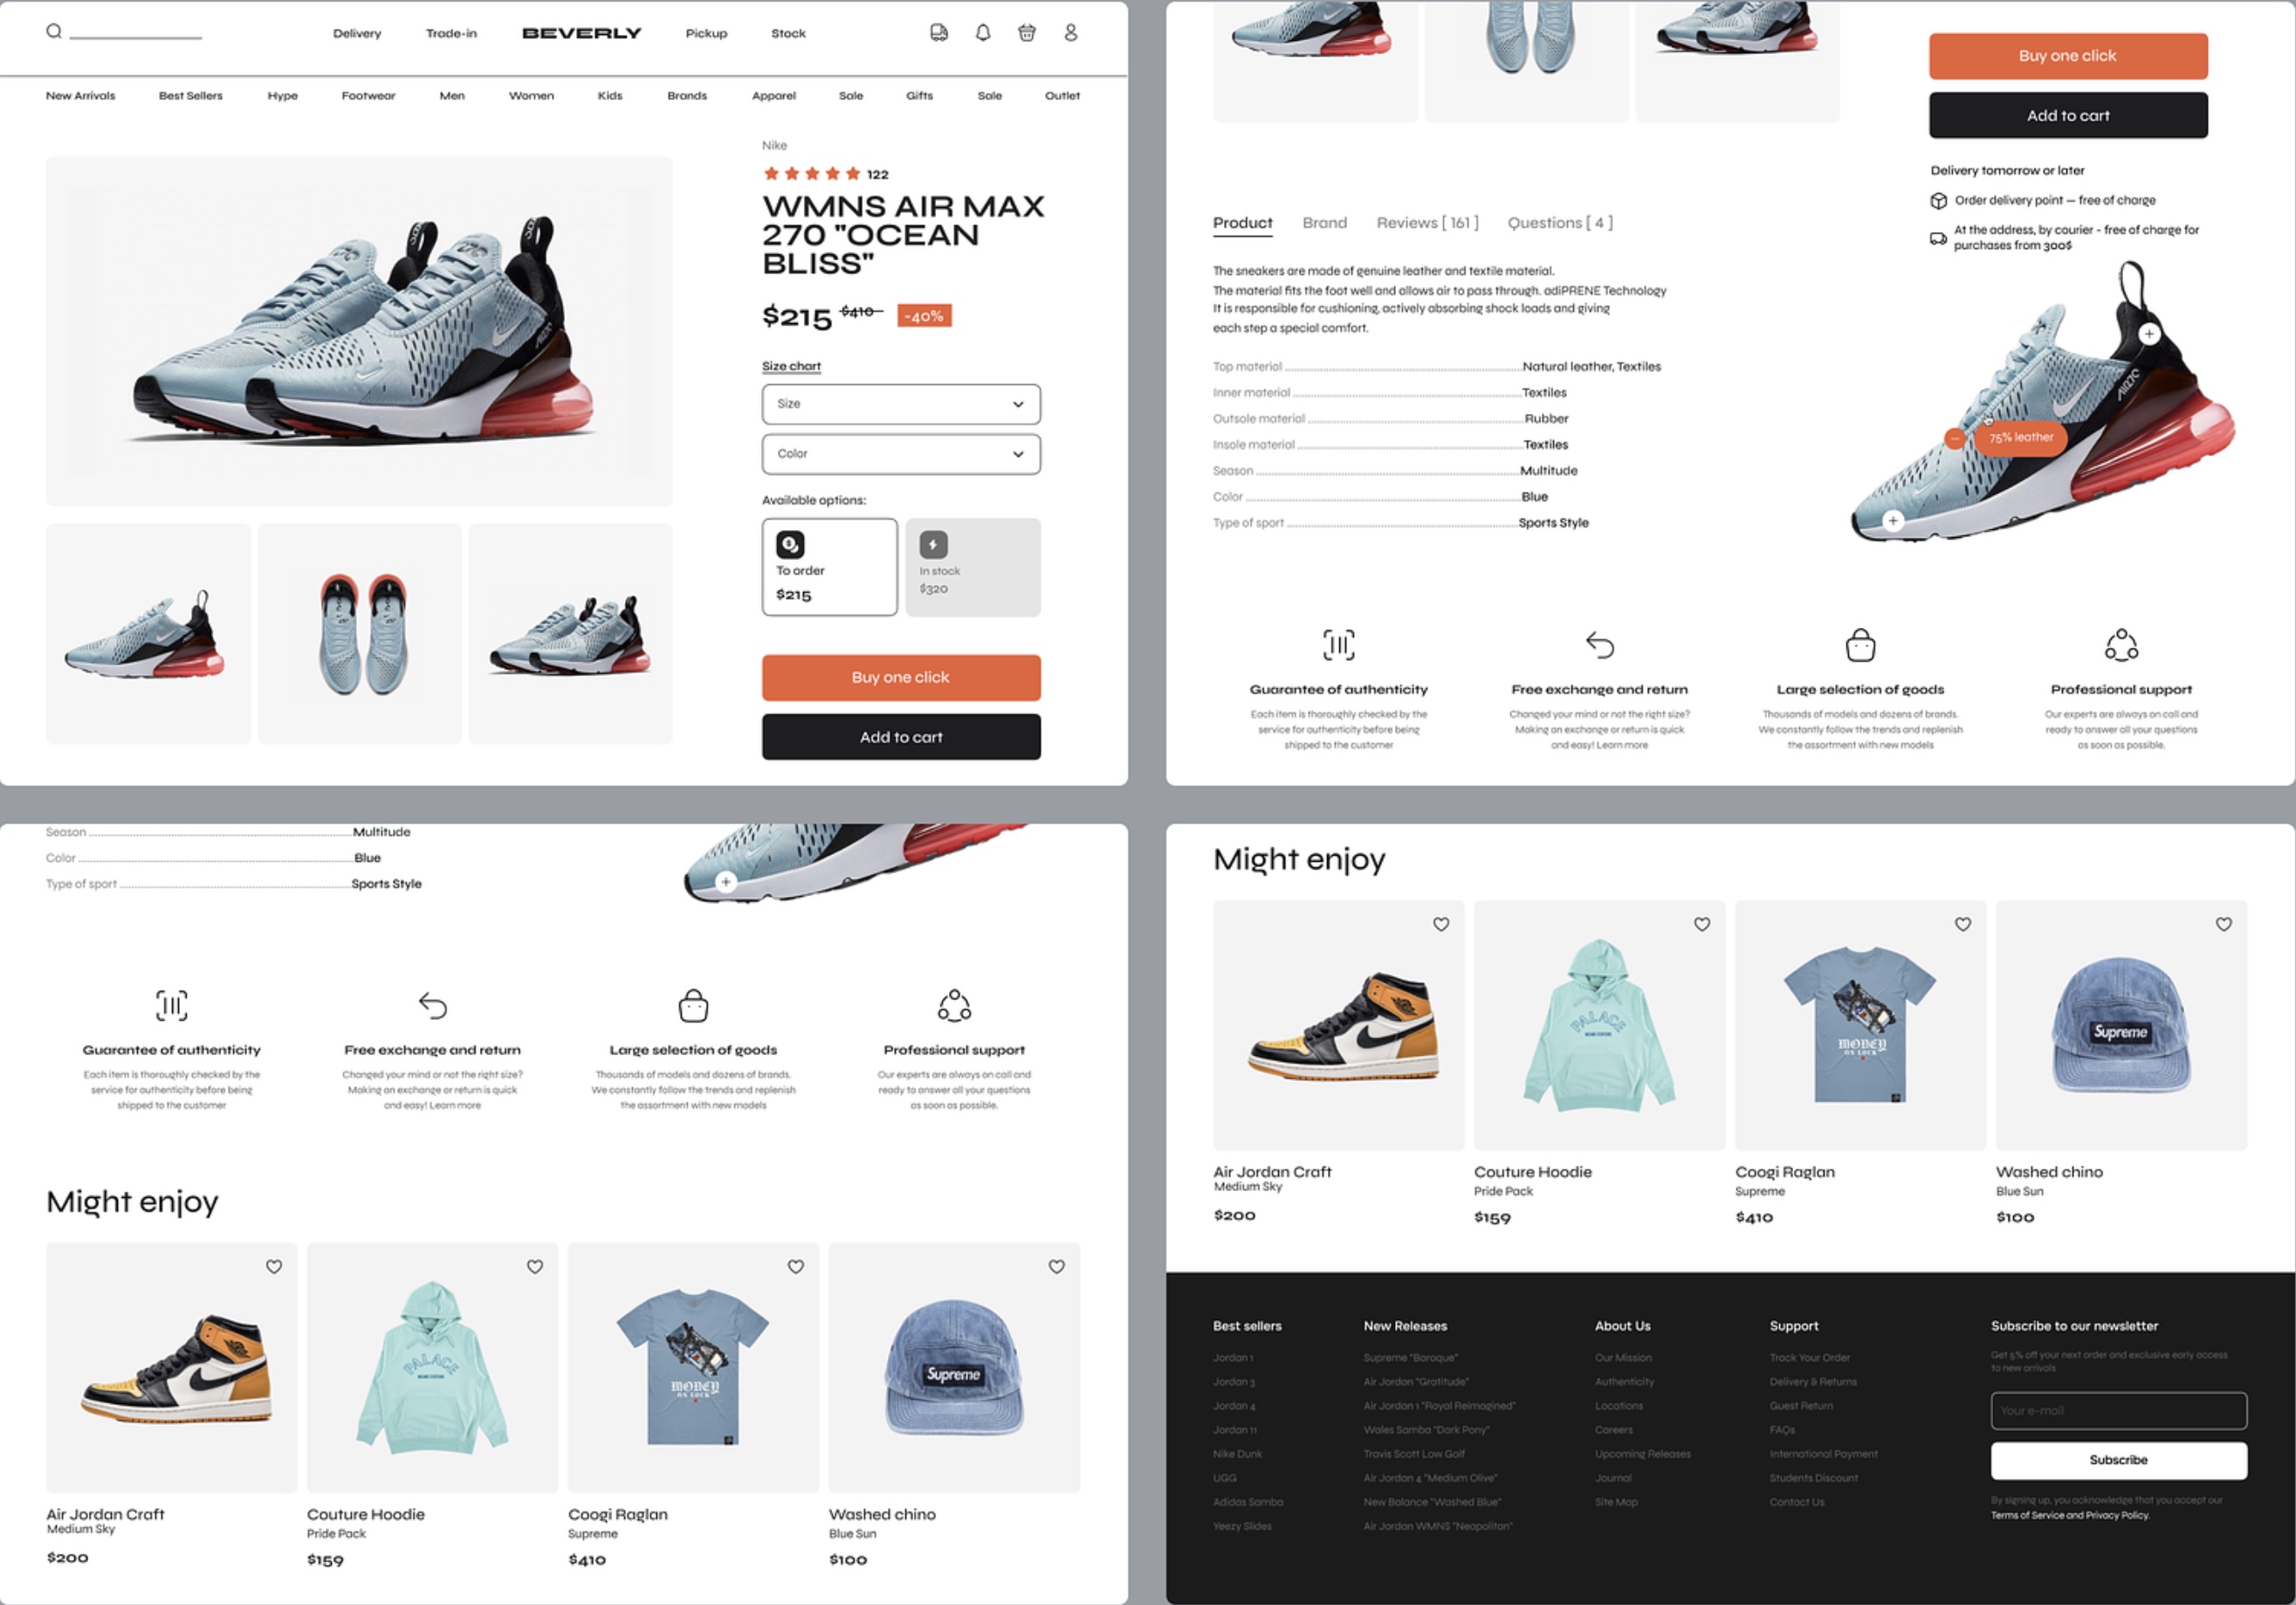 Delivery
Trade-in
BEVERLY
Pickup
Stock
New Arrivals
Best Sellers
Hype
Footwear
Men
Women
Kids
Brands
Apparel
Sale
Gifts
Sale
Outlet
Nike
122
WMNS AIR MAX
270 "OCEAN
BLISS"
$215 $410 -40%
Size chart
Size
Color
Available options:
To order
$215
In stock
$320
Buy one click
Add to cart
Buy one click
Add to cart
Delivery tomorrow or later
Order delivery point — free of charge
At the address, by courier - free of charge for
purchases from 300$
Product
Brand
Reviews [ 161 ]
Questions [ 4 ]
The sneakers are made of genuine leather and textile material.
The material fits the foot well and allows air to pass through. adiPRENE Technology
It is responsible for cushioning, actively absorbing shock loads and giving
each step a special comfort.
Top material Natural leather, Textiles
Inner material Textiles
Outsole material Rubber
Insole material Textiles
Season Multitude
Color Blue
Type of sport Sports Style
75% leather
Guarantee of authenticity
Each item is thoroughly checked by the
service for authenticity before being
shipped to the customer
Free exchange and return
Changed your mind or not the right size?
Making an exchange or return is quick
and easy! Learn more
Large selection of goods
Thousands of models and dozens of brands.
We constantly follow the trends and replenish
the assortment with new models
Professional support
Our experts are always on call and
ready to answer all your questions
as soon as possible.
Season Multitude
Color Blue
Type of sport Sports Style
Guarantee of authenticity
Each item is thoroughly checked by the
service for authenticity before being
shipped to the customer
Free exchange and return
Changed your mind or not the right size?
Making an exchange or return is quick
and easy! Learn more
Large selection of goods
Thousands of models and dozens of brands.
We constantly follow the trends and replenish
the assortment with new models
Professional support
Our experts are always on call and
ready to answer all your questions
as soon as possible.
Might enjoy
PALACE
MONEY
ON LOCK
Supreme
Air Jordan Craft
Medium Sky
$200
Couture Hoodie
Pride Pack
$159
Coogi Raglan
Supreme
$410
Washed chino
Blue Sun
$100
Might enjoy
PALACE
MONEY
ON LOCK
Supreme
Air Jordan Craft
Medium Sky
$200
Couture Hoodie
Pride Pack
$159
Coogi Raglan
Supreme
$410
Washed chino
Blue Sun
$100
Best sellers
Jordan 1
Jordan 3
Jordan 4
Jordan 11
Nike Dunk
UGG
Adidas Samba
Yeezy Slides
New Releases
Supreme "Baroque"
Air Jordan "Gratitude"
Air Jordan 1 "Royal Reimagined"
Wales Samba "Dark Pony"
Travis Scott Low Golf
Air Jordan 4 "Medium Olive"
New Balance "Washed Blue"
Air Jordan WMNS "Neapolitan"
About Us
Our Mission
Authenticity
Locations
Careers
Upcoming Releases
Journal
Site Map
Support
Track Your Order
Delivery & Returns
Guest Return
FAQs
International Payment
Students Discount
Contact Us
Subscribe to our newsletter
Get 5% off your next order and exclusive early access
to new arrivals
Your e-mail
Subscribe
By signing up, you acknowledge that you accept our
Terms of Service and Privacy Policy.